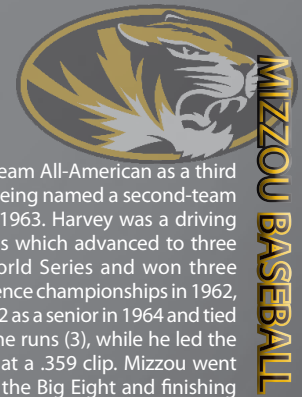 MIZZOU BASEBALL
eam All-American as a third
eing named a second-team
1963. Harvey was a driving
s which advanced to three
orld Series and won three
ence championships in 1962,
2 as a senior in 1964 and tied
ne runs (3), while he led the
at a .359 clip. Mizzou went
the Big Eight and finishing